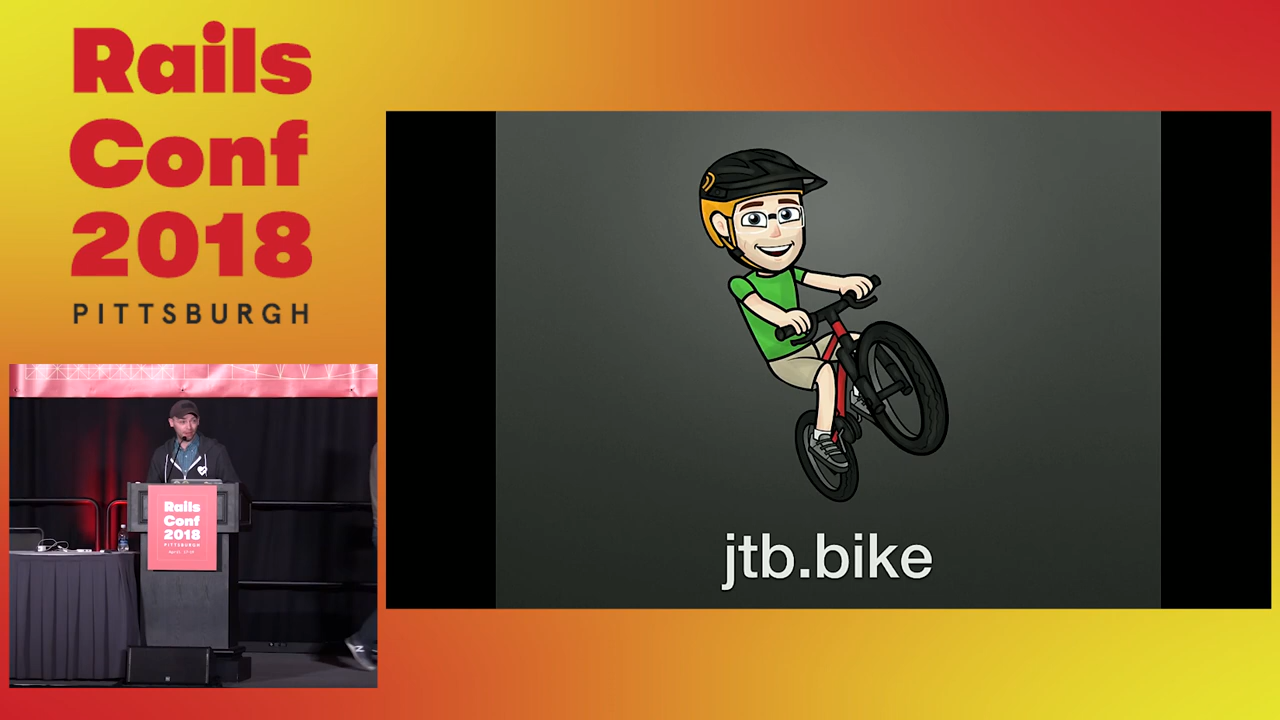 Rails
Conf
2018
PITTSBURGH
jtb.bike
Rails
Conf
2018
PITTSBURGH